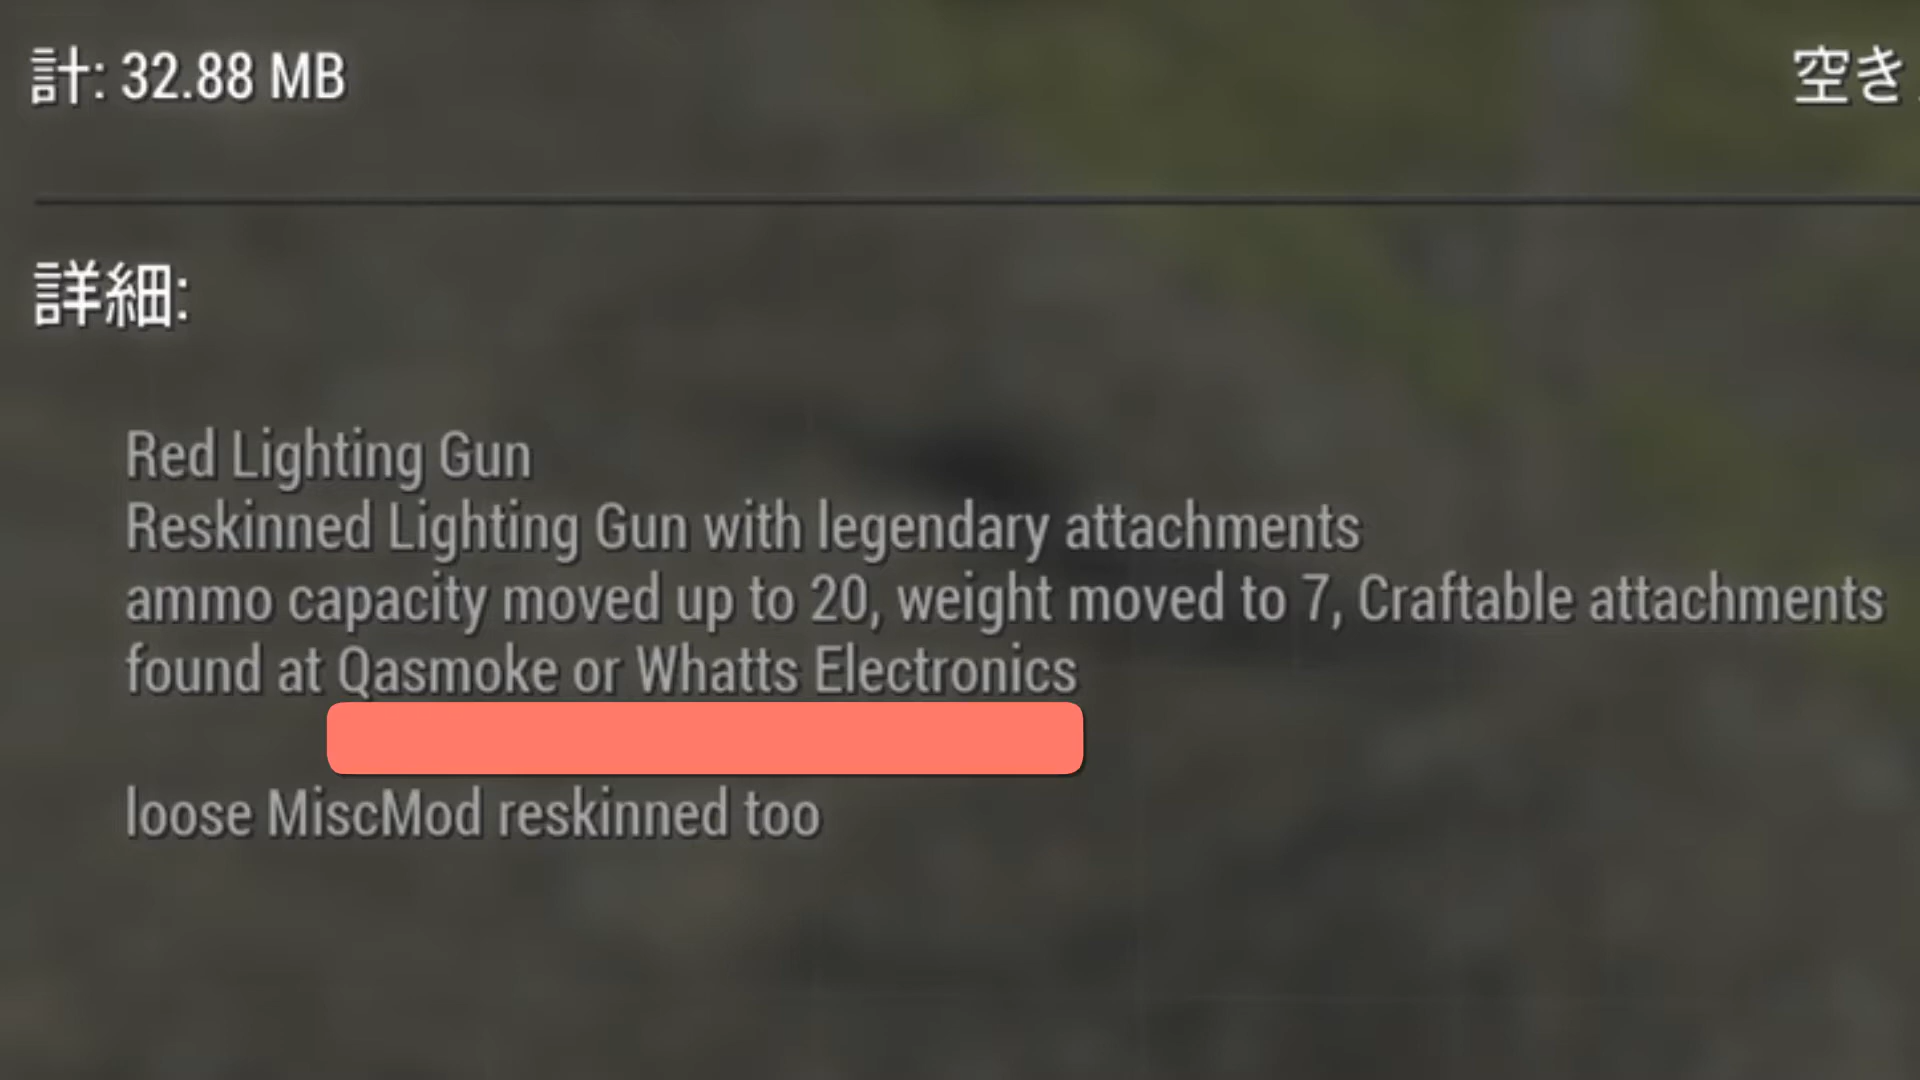 計: 32.88 MB
空き
詳細:
Red Lighting Gun
Reskinned Lighting Gun with legendary attachments
ammo capacity moved up to 20, weight moved to 7, Craftable attachments
found at Qasmoke or Whatts Electronics
loose MiscMod reskinned too